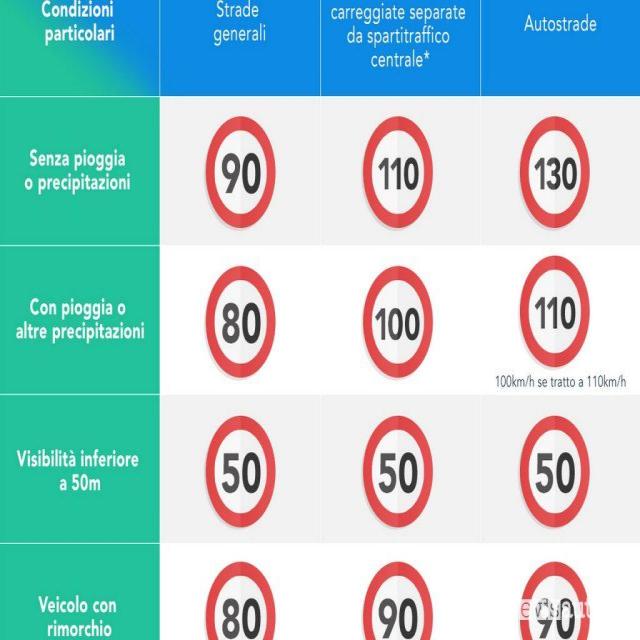 Condizioni
particolari
Strade
generali
carreggiate separate
da spartitraffico
centrale*
Autostrade
Senza pioggia
o precipitazioni
90
110
130
Con pioggia o
altre precipitazioni
80
100
110
100km/h se tratto a 110km/h
Visibilità inferiore
a 50m
50
50
50
Veicolo con
rimorchio
80
90
90